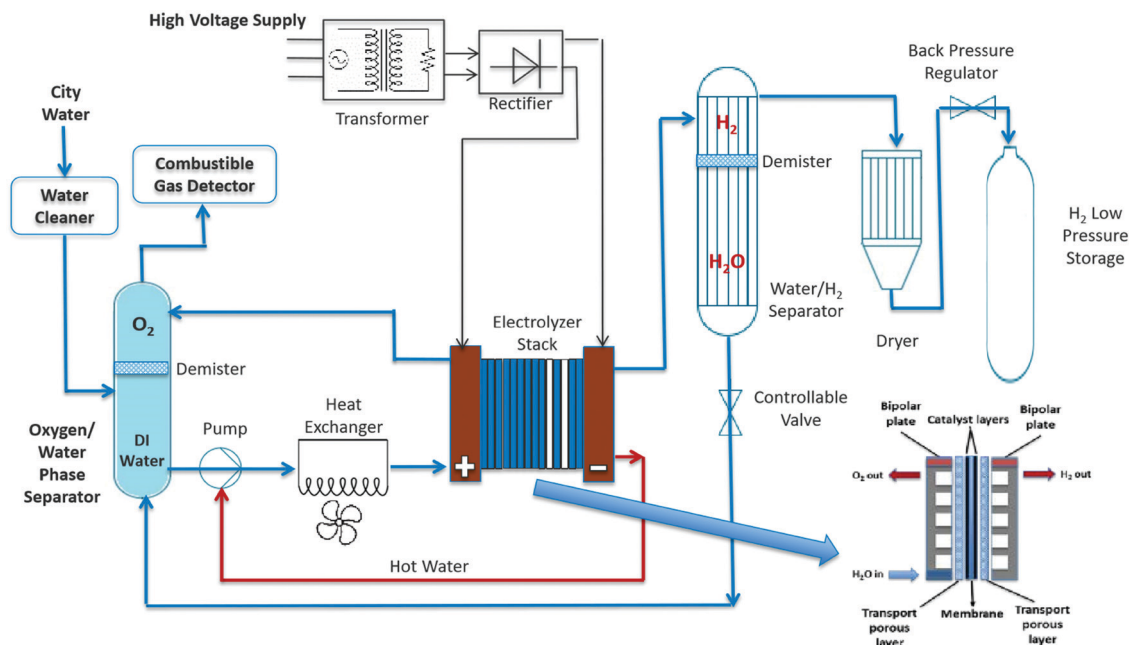 High Voltage Supply
Transformer
Rectifier
City
Water
Water
Cleaner
Combustible
Gas Detector
O₂
Demister
DI
Water
Oxygen/
Water
Phase
Separator
Pump
Heat
Exchanger
Hot Water
Electrolyzer
Stack
+
–
H₂
Demister
H₂O
Water/H₂
Separator
Controllable
Valve
Dryer
Back Pressure
Regulator
H₂ Low
Pressure
Storage
Bipolar
plate
Catalyst layers
Bipolar
plate
O₂ out
H₂ out
H₂O in
Transport
porous
layer
Membrane
Transport
porous
layer